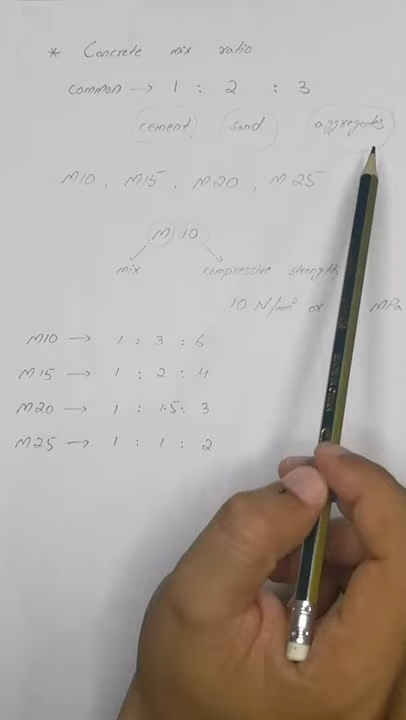 * Concrete mix ratio
common → 1 : 2 : 3
cement sand aggregates
M10, M15, M20, M25
M 10
mix compressive strength
10 N/mm² or MPa
M10 → 1 : 3 : 6
M15 → 1 : 2 : 4
M20 → 1 : 1.5 : 3
M25 → 1 : 1 : 2